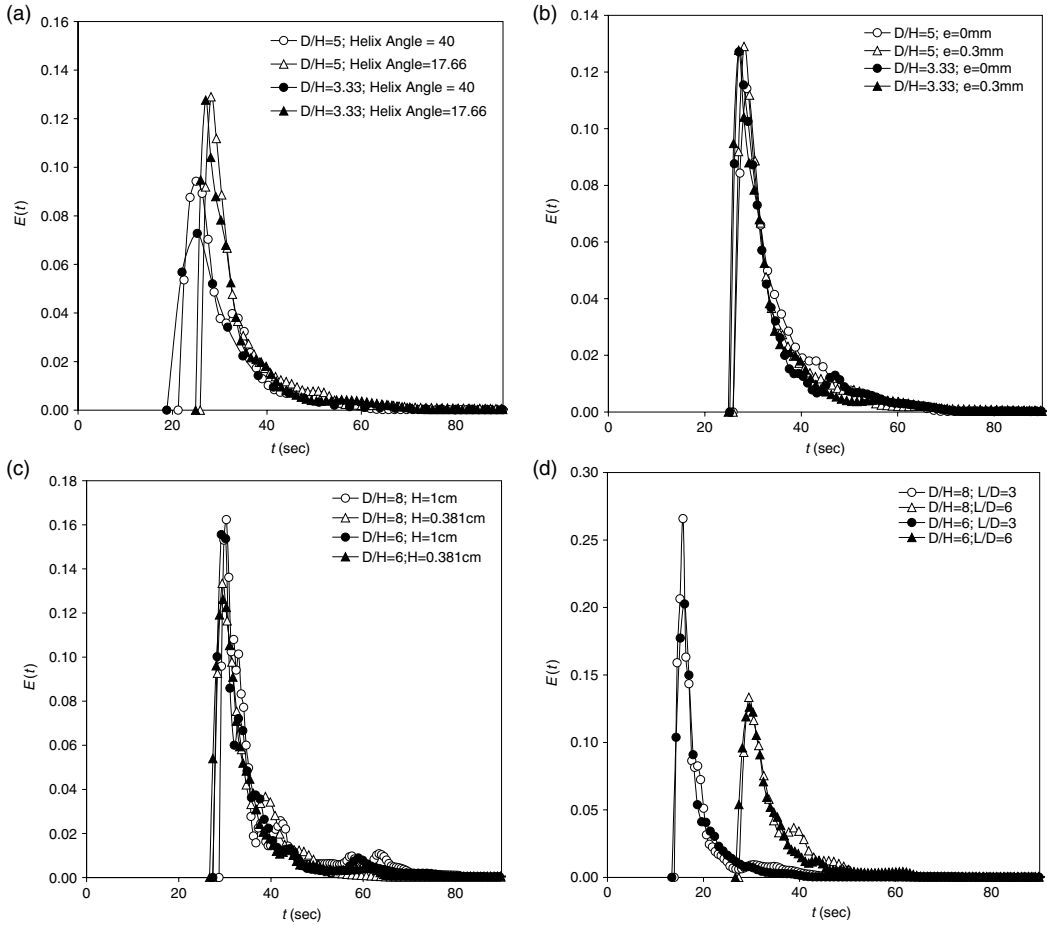 (a)
0.16
0.14
0.12
0.10
0.08
0.06
0.04
0.02
0.00
E(t)
0
20
40
60
80
t (sec)
D/H=5; Helix Angle = 40
D/H=5; Helix Angle=17.66
D/H=3.33; Helix Angle = 40
D/H=3.33; Helix Angle=17.66
(b)
0.14
0.12
0.10
0.08
0.06
0.04
0.02
0.00
E(t)
0
20
40
60
80
t (sec)
D/H=5; e=0mm
D/H=5; e=0.3mm
D/H=3.33; e=0mm
D/H=3.33; e=0.3mm
(c)
0.18
0.16
0.14
0.12
0.10
0.08
0.06
0.04
0.02
0.00
E(t)
0
20
40
60
80
t (sec)
D/H=8; H=1cm
D/H=8; H=0.381cm
D/H=6; H=1cm
D/H=6;H=0.381cm
(d)
0.30
0.25
0.20
0.15
0.10
0.05
0.00
E(t)
0
20
40
60
80
t (sec)
D/H=8; L/D=3
D/H=8;L/D=6
D/H=6; L/D=3
D/H=6;L/D=6